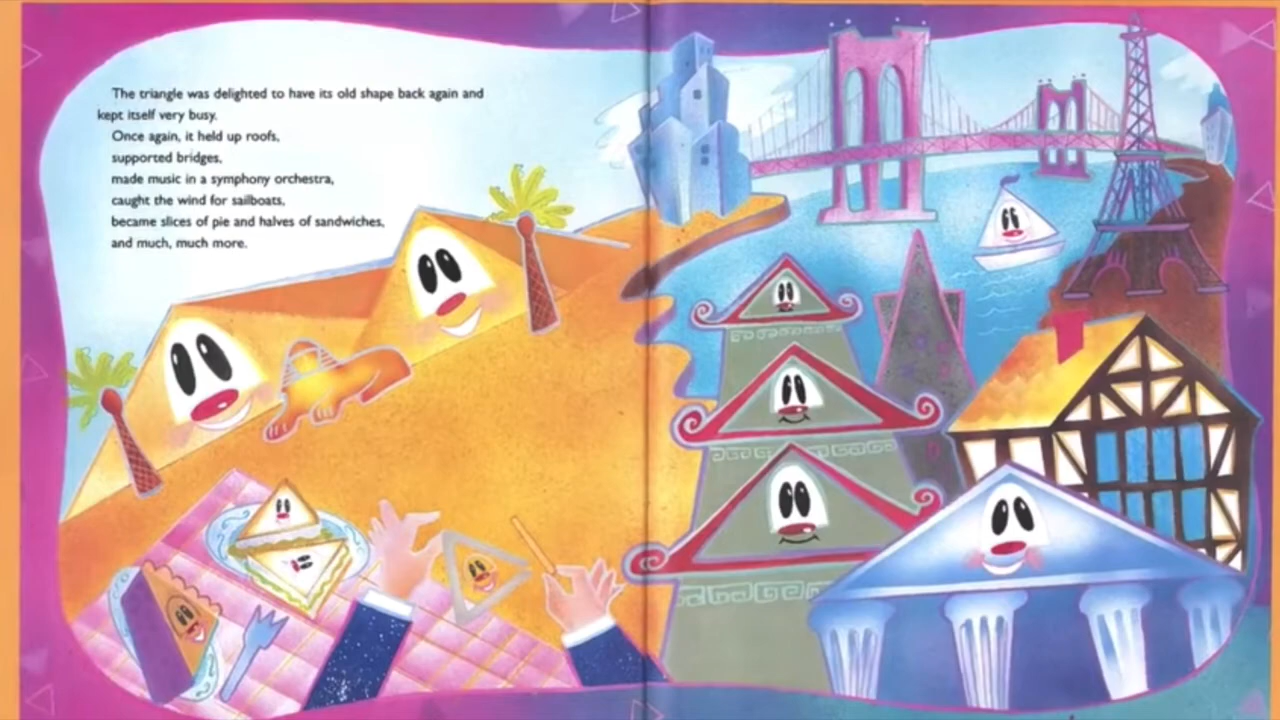 The triangle was delighted to have its old shape back again and
kept itself very busy.
Once again, it held up roofs,
supported bridges,
made music in a symphony orchestra,
caught the wind for sailboats,
became slices of pie and halves of sandwiches,
and much, much more.